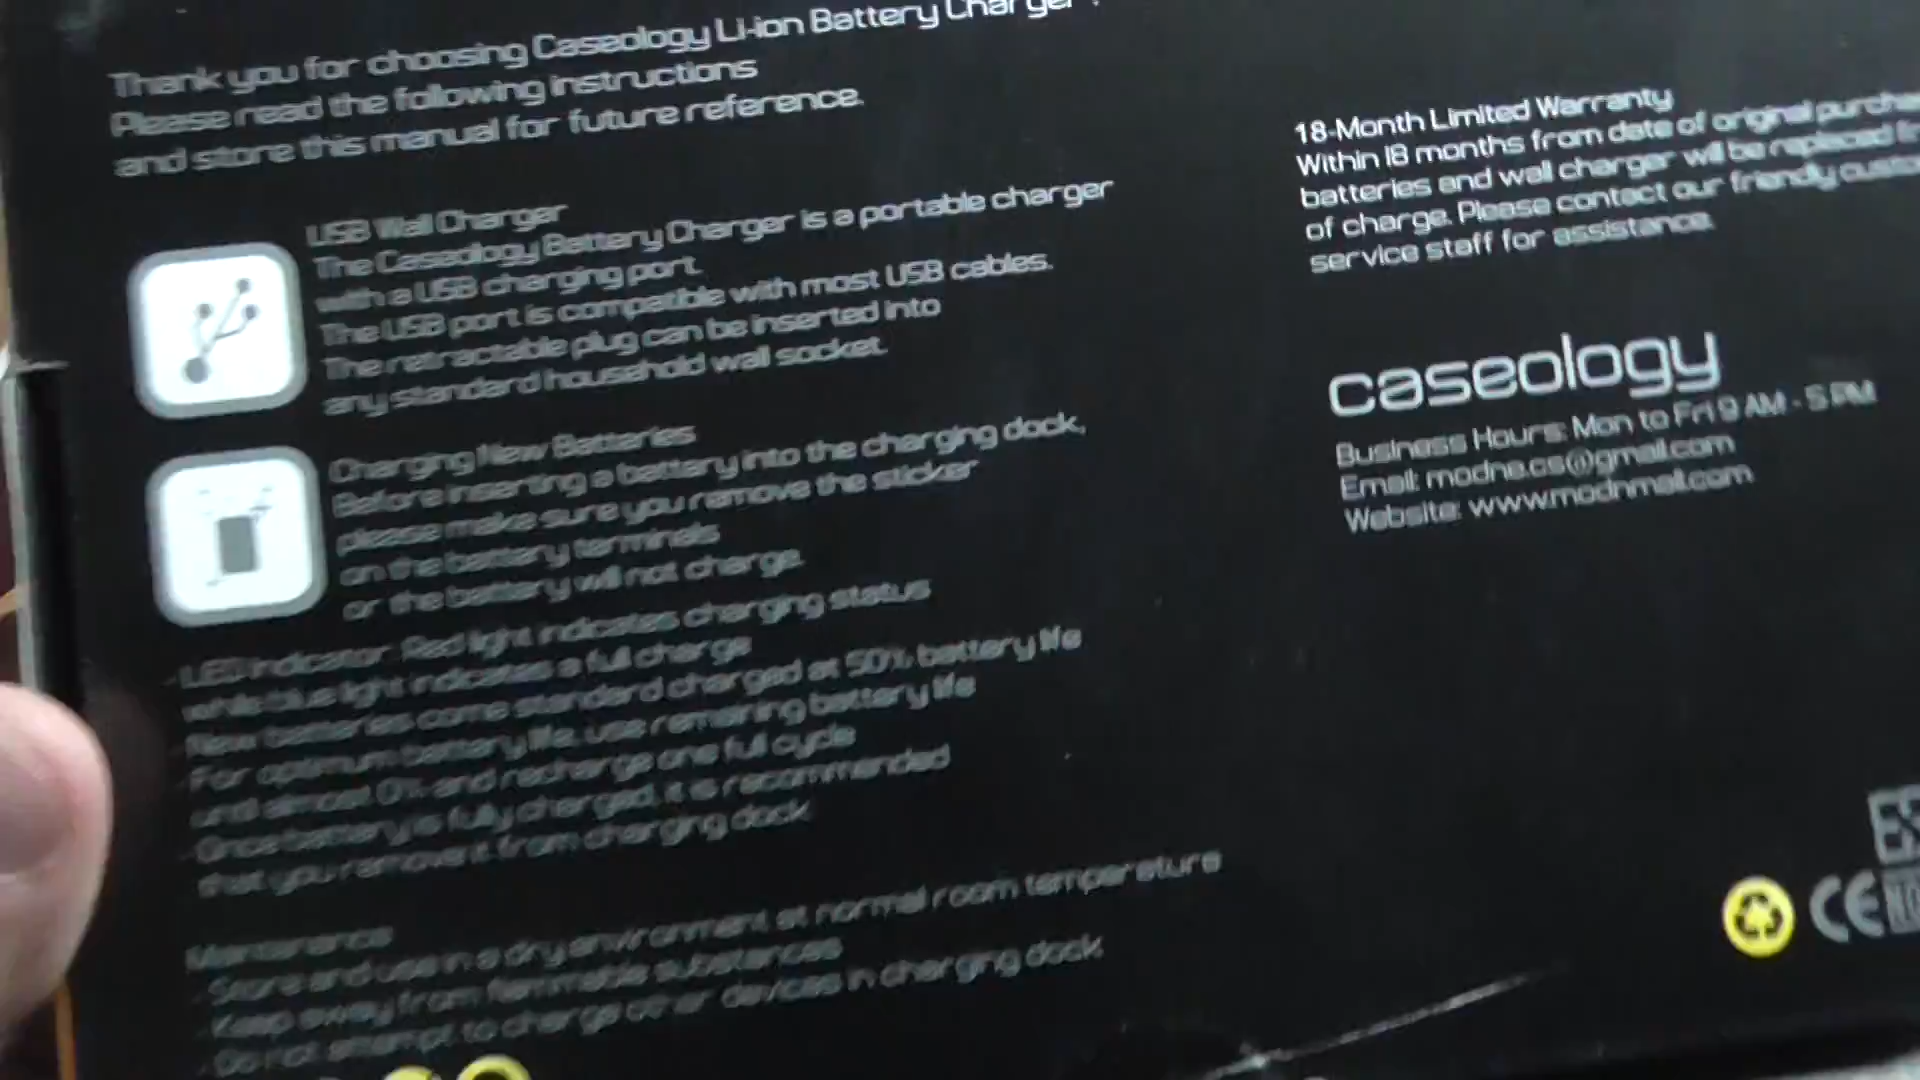 Thank you for choosing Caseology Li-ion Battery Charger.
Please read the following instructions
and store this manual for future reference.
USB Wall Charger
The Caseology Battery Charger is a portable charger
with a USB charging port.
The USB port is compatible with most USB cables.
The retractable plug can be inserted into
any standard household wall socket.
Charging New Batteries
Before inserting a battery into the charging dock,
please make sure you remove the sticker
on the battery terminals
or the battery will not charge.
- LED indicator: Red light indicates charging status
while blue light indicates a full charge
- New batteries come standard charged at 50% battery life
- For optimum battery life, use remaining battery life
until almost 0% and recharge one full cycle
- Once battery is fully charged, it is recommended
that you remove it from charging dock
Maintenance
- Store and use in a dry environment at normal room temperature
- Keep away from flammable substances
- Do not attempt to charge other devices in charging dock
18-Month Limited Warranty
Within 18 months from date of original
batteries and wall charger will be replaced
of charge. Please contact our friendly
service staff for assistance.
caseology
Business Hours: Mon to Fri 9 AM - 5 PM
Email: modne.cs@gmail.com
Website: www.modnmall.com
CE